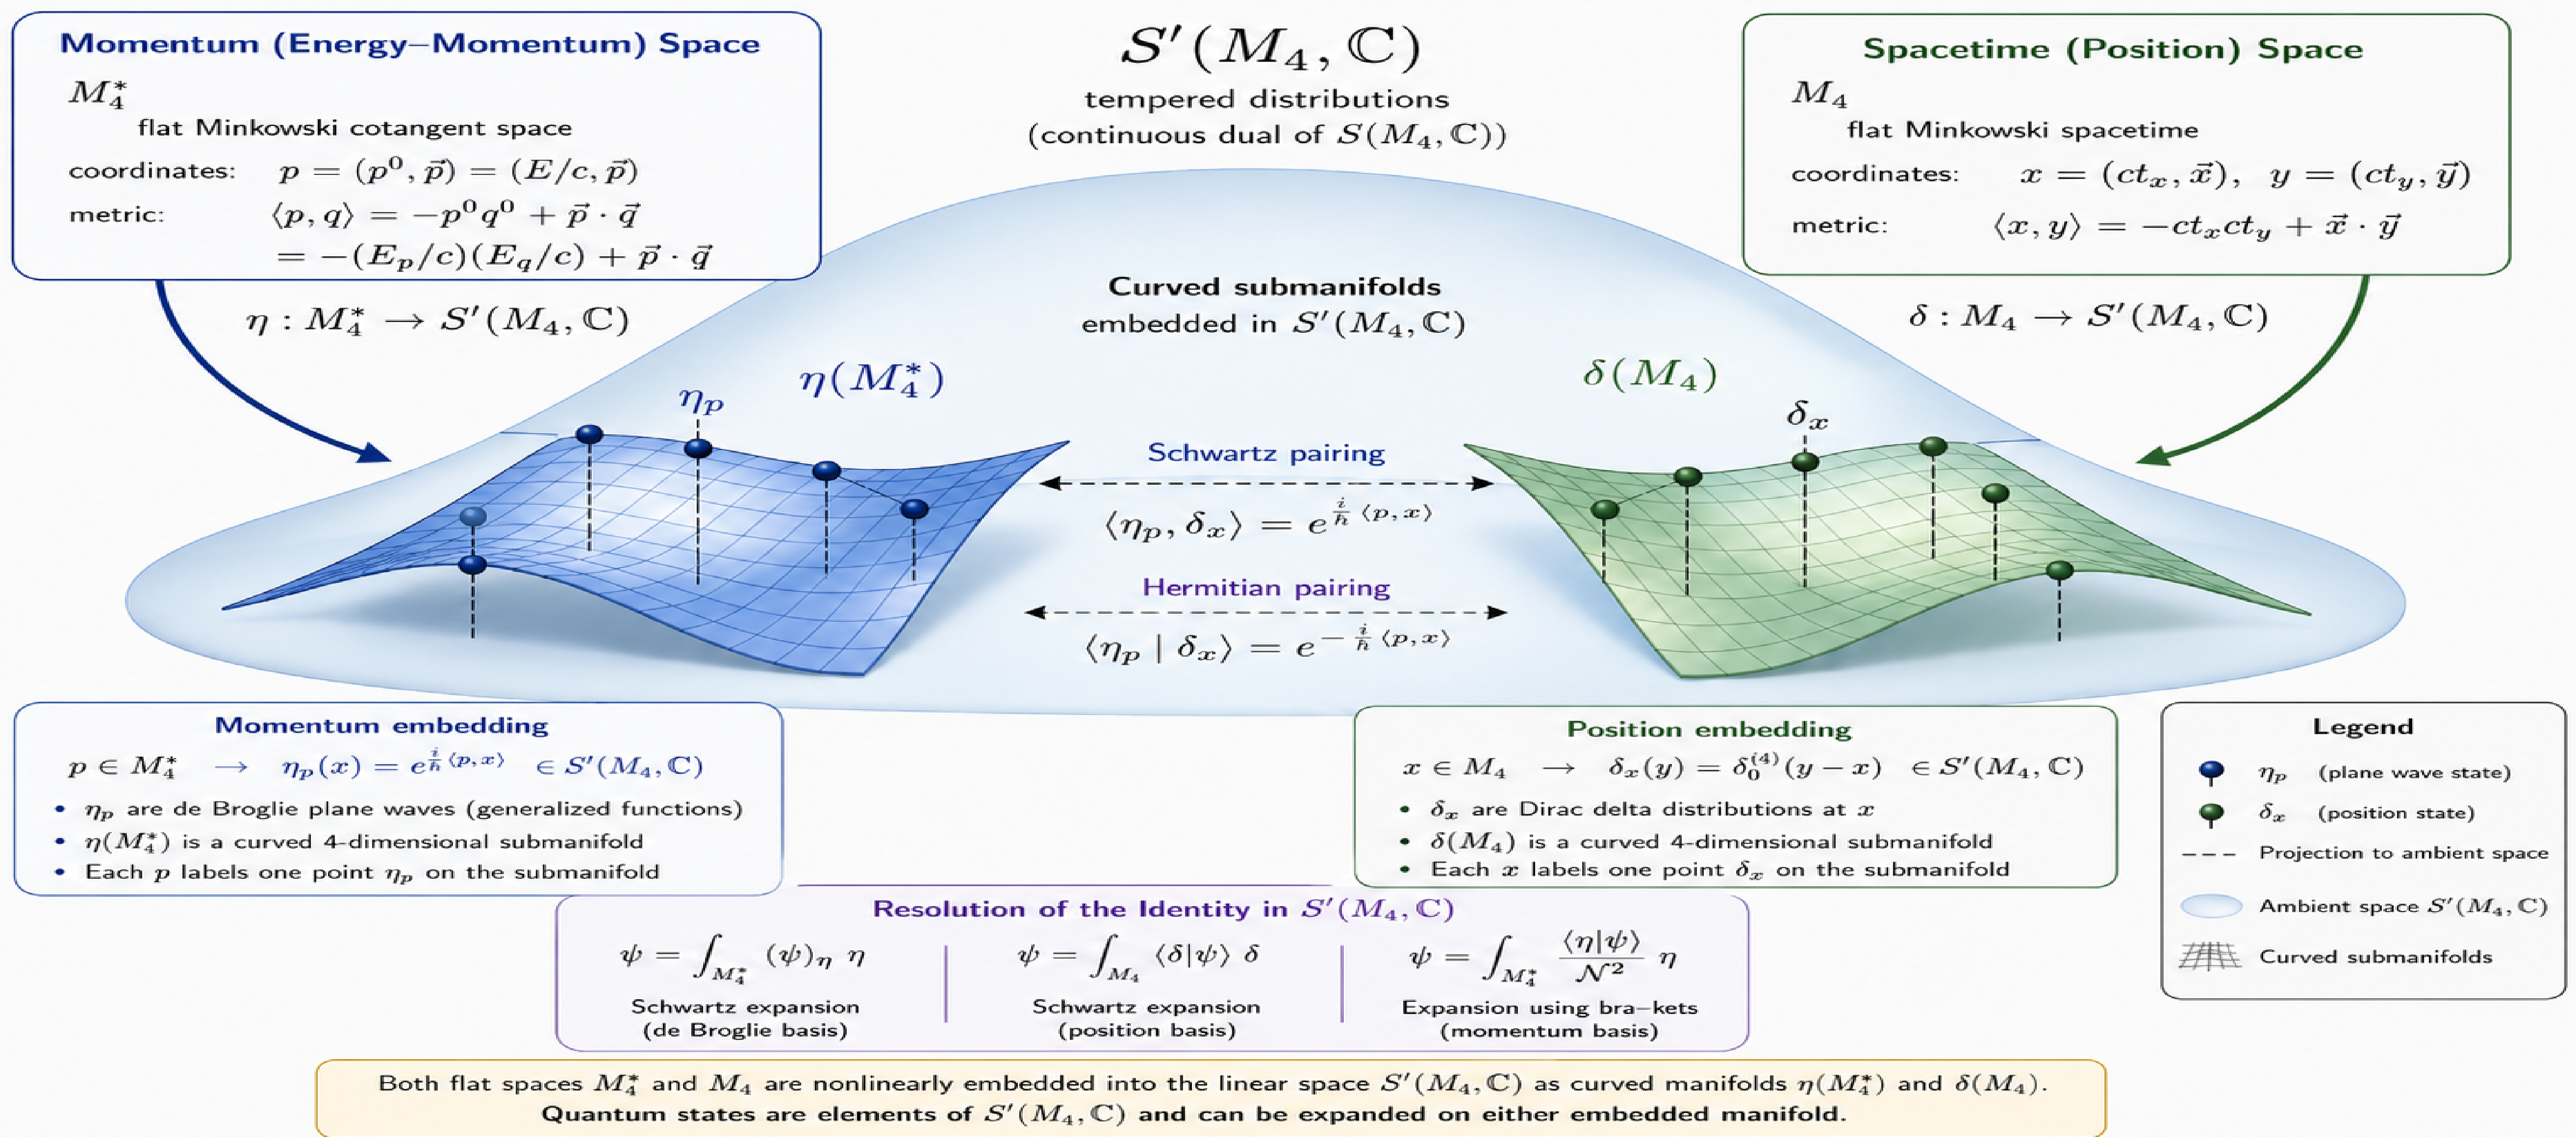 Momentum (Energy–Momentum) Space
M₄*
flat Minkowski cotangent space
coordinates: p = (p⁰, p⃗) = (E/c, p⃗)
metric: ⟨p, q⟩ = −p⁰q⁰ + p⃗ · q⃗
= −(E_p/c)(E_q/c) + p⃗ · q⃗
S′(M₄, ℂ)
tempered distributions
(continuous dual of S(M₄, ℂ))
Spacetime (Position) Space
M₄
flat Minkowski spacetime
coordinates: x = (ct_x, x⃗), y = (ct_y, y⃗)
metric: ⟨x, y⟩ = −ct_x ct_y + x⃗ · y⃗
η : M₄* → S′(M₄, ℂ)
Curved submanifolds
embedded in S′(M₄, ℂ)
δ : M₄ → S′(M₄, ℂ)
η_p
η(M₄*)
δ(M₄)
δ_x
Schwartz pairing
⟨η_p, δ_x⟩ = e^{i/ℏ ⟨p, x⟩}
Hermitian pairing
⟨η_p | δ_x⟩ = e^{− i/ℏ ⟨p, x⟩}
Momentum embedding
p ∈ M₄* → η_p(x) = e^{i/ℏ ⟨p, x⟩} ∈ S′(M₄, ℂ)
• η_p are de Broglie plane waves (generalized functions)
• η(M₄*) is a curved 4-dimensional submanifold
• Each p labels one point η_p on the submanifold
Position embedding
x ∈ M₄ → δ_x(y) = δ₀⁽⁴⁾(y − x) ∈ S′(M₄, ℂ)
• δ_x are Dirac delta distributions at x
• δ(M₄) is a curved 4-dimensional submanifold
• Each x labels one point δ_x on the submanifold
Legend
η_p (plane wave state)
δ_x (position state)
Projection to ambient space
Ambient space S′(M₄, ℂ)
Curved submanifolds
Resolution of the Identity in S′(M₄, ℂ)
ψ = ∫_{M₄*} (ψ)_η η
Schwartz expansion
(de Broglie basis)
ψ = ∫_{M₄} ⟨δ|ψ⟩ δ
Schwartz expansion
(position basis)
ψ = ∫_{M₄*} ⟨η|ψ⟩/𝒩² η
Expansion using bra–kets
(momentum basis)
Both flat spaces M₄* and M₄ are nonlinearly embedded into the linear space S′(M₄, ℂ) as curved manifolds η(M₄*) and δ(M₄).
Quantum states are elements of S′(M₄, ℂ) and can be expanded on either embedded manifold.